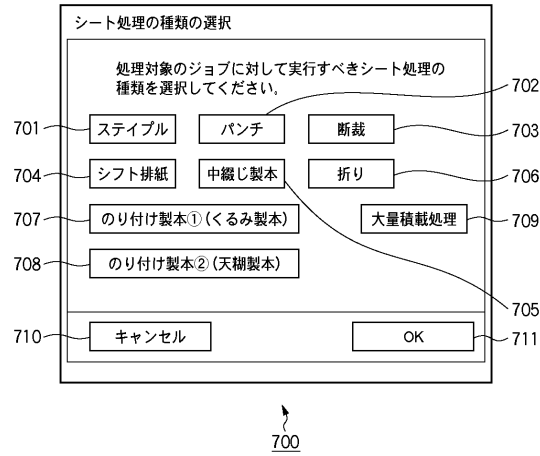 シート処理の種類の選択
処理対象のジョブに対して実行すべきシート処理の
種類を選択してください。
702
701 ステイプル パンチ 断裁 703
704 シフト排紙 中綴じ製本 折り 706
707 のり付け製本①(くるみ製本) 大量積載処理 709
708 のり付け製本②(天糊製本)
705
710 キャンセル OK 711
700